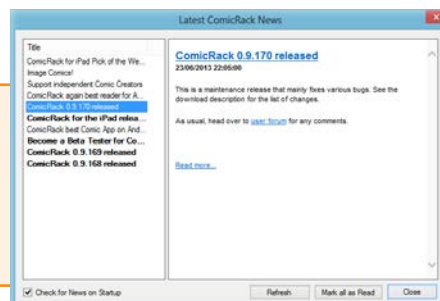 Latest ComicRack News
Title
ComicRack for iPad Pick of the We...
Image Comics!
Support independent Comic Creators
ComicRack again best reader for A...
ComicRack 0.9.170 released
ComicRack for the iPad relea...
ComicRack best Comic App on And...
Become a Beta Tester for Co...
ComicRack 0.9.169 released
ComicRack 0.9.168 released
ComicRack 0.9.170 released
23/06/2013 22:05:00
This is a maintenance release that mainly fixes various bugs. See the
download description for the list of changes.
As usual, head over to user forum for any comments.
Read more...
Check for News on Startup
Refresh
Mark all as Read
Close